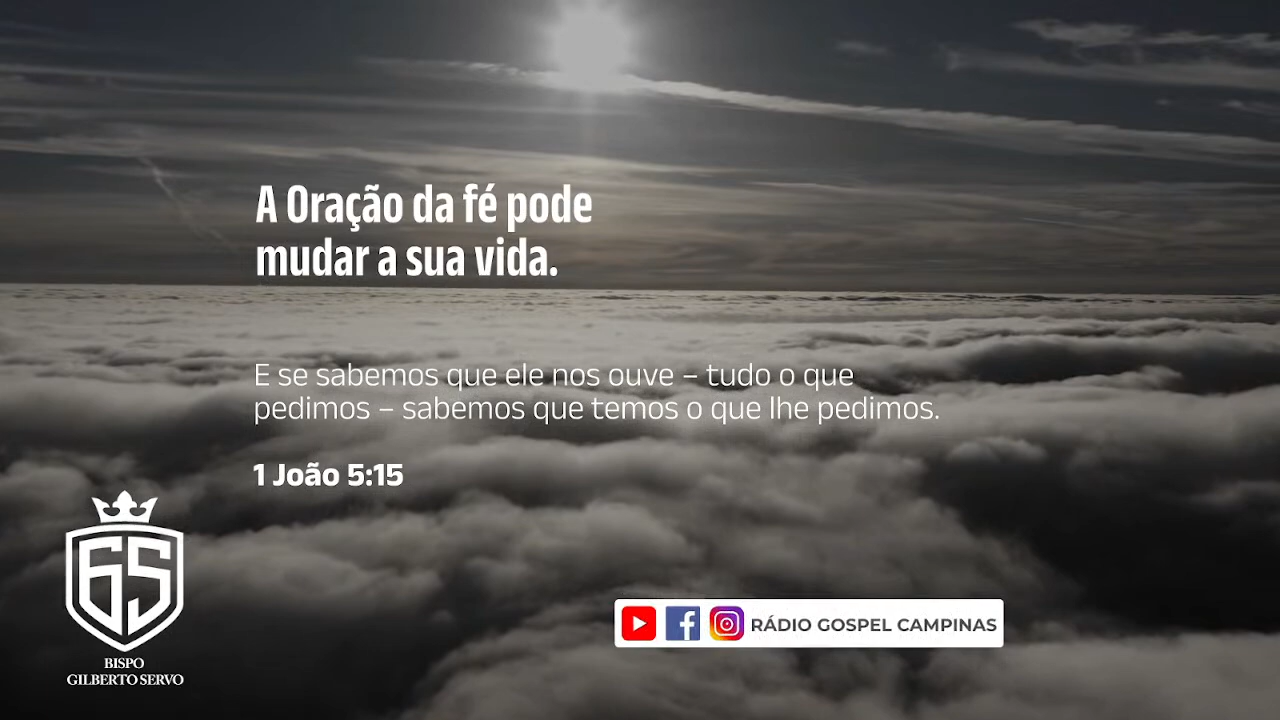 A Oração da fé pode
mudar a sua vida.
E se sabemos que ele nos ouve – tudo o que
pedimos – sabemos que temos o que lhe pedimos.
1 João 5:15
GS
BISPO
GILBERTO SERVO
RÁDIO GOSPEL CAMPINAS